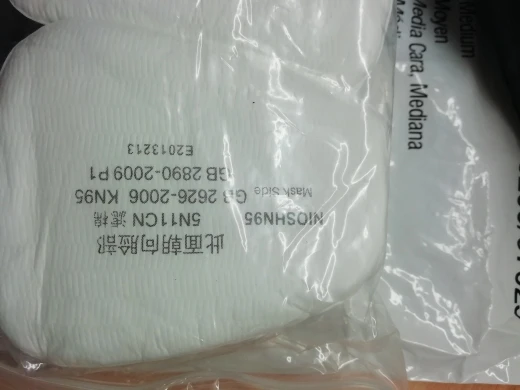 此面朝向脸部
NIOSHN95 5N11CN 滤棉
Mask Side GB 2626-2006 KN95
GB 2890-2009 P1
E2013213
Medium
Moyen
Media Cara, Mediana